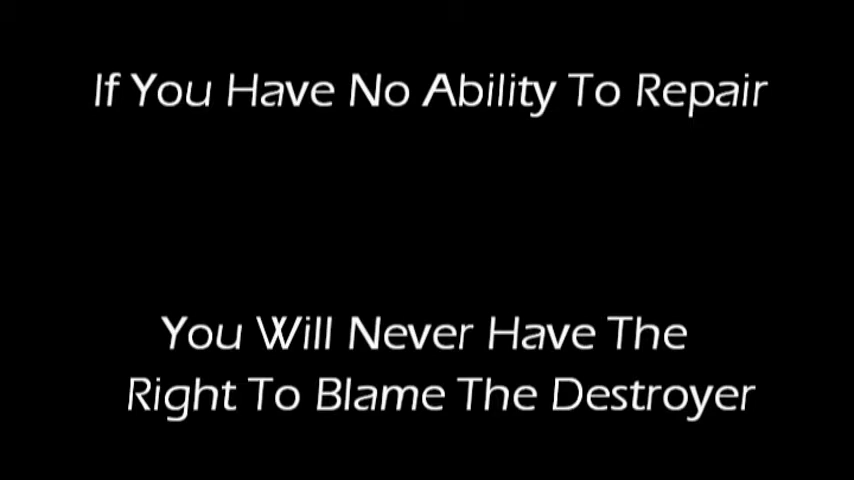 If You Have No Ability To Repair
You Will Never Have The
Right To Blame The Destroyer